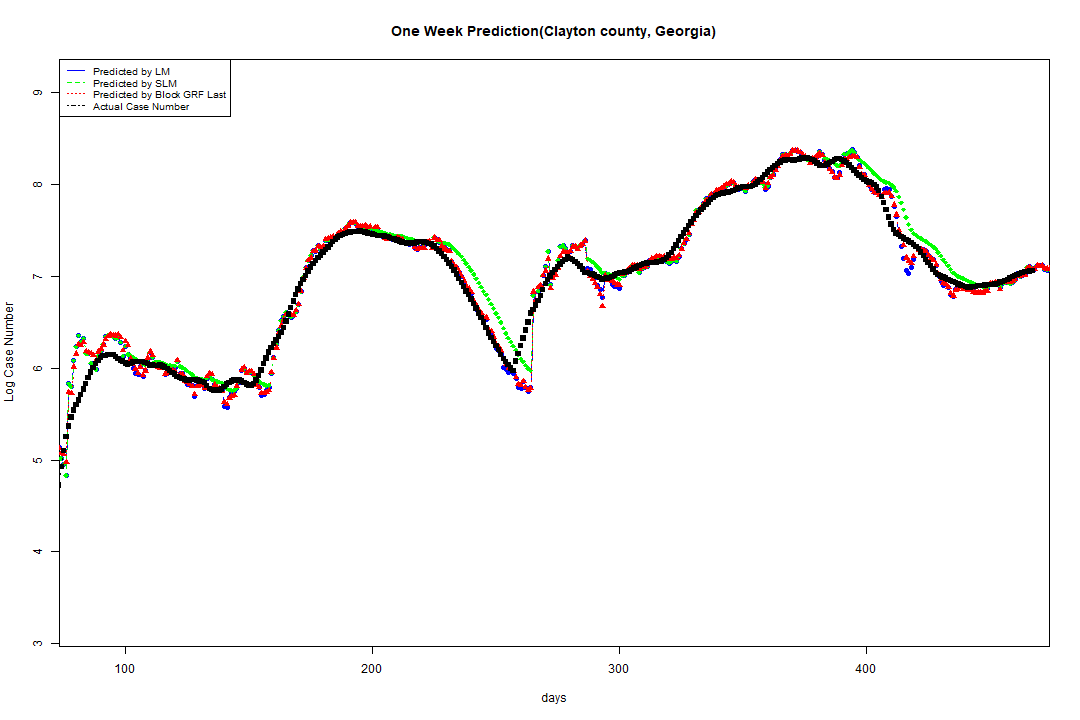 One Week Prediction(Clayton county, Georgia)
Predicted by LM
Predicted by SLM
Predicted by Block GRF Last
Actual Case Number
9
8
7
6
5
4
3
Log Case Number
100
200
300
400
days